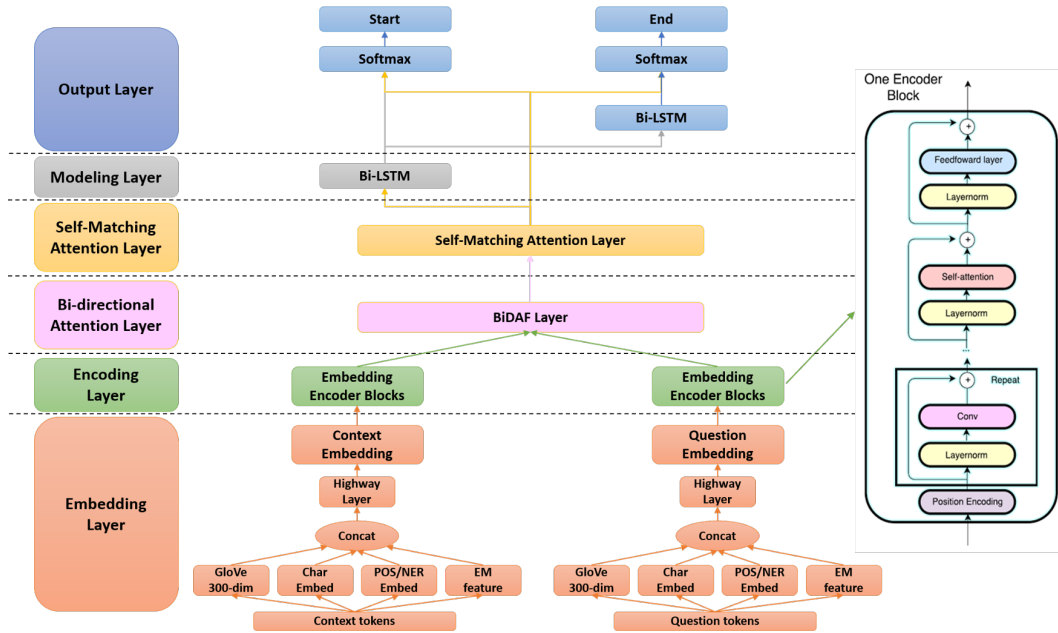 Start
End
Softmax
Softmax
Output Layer
Bi-LSTM
Modeling Layer
Bi-LSTM
Self-Matching
Attention Layer
Self-Matching Attention Layer
Bi-directional
Attention Layer
BiDAF Layer
Encoding
Layer
Embedding
Encoder Blocks
Embedding
Encoder Blocks
Embedding
Layer
Context
Embedding
Question
Embedding
Highway
Layer
Highway
Layer
Concat
Concat
GloVe
300-dim
Char
Embed
POS/NER
Embed
EM
feature
GloVe
300-dim
Char
Embed
POS/NER
Embed
EM
feature
Context tokens
Question tokens
One Encoder
Block
+
Feedfoward layer
Layernorm
+
Self-attention
Layernorm
...
+
Repeat
Conv
Layernorm
Position Encoding